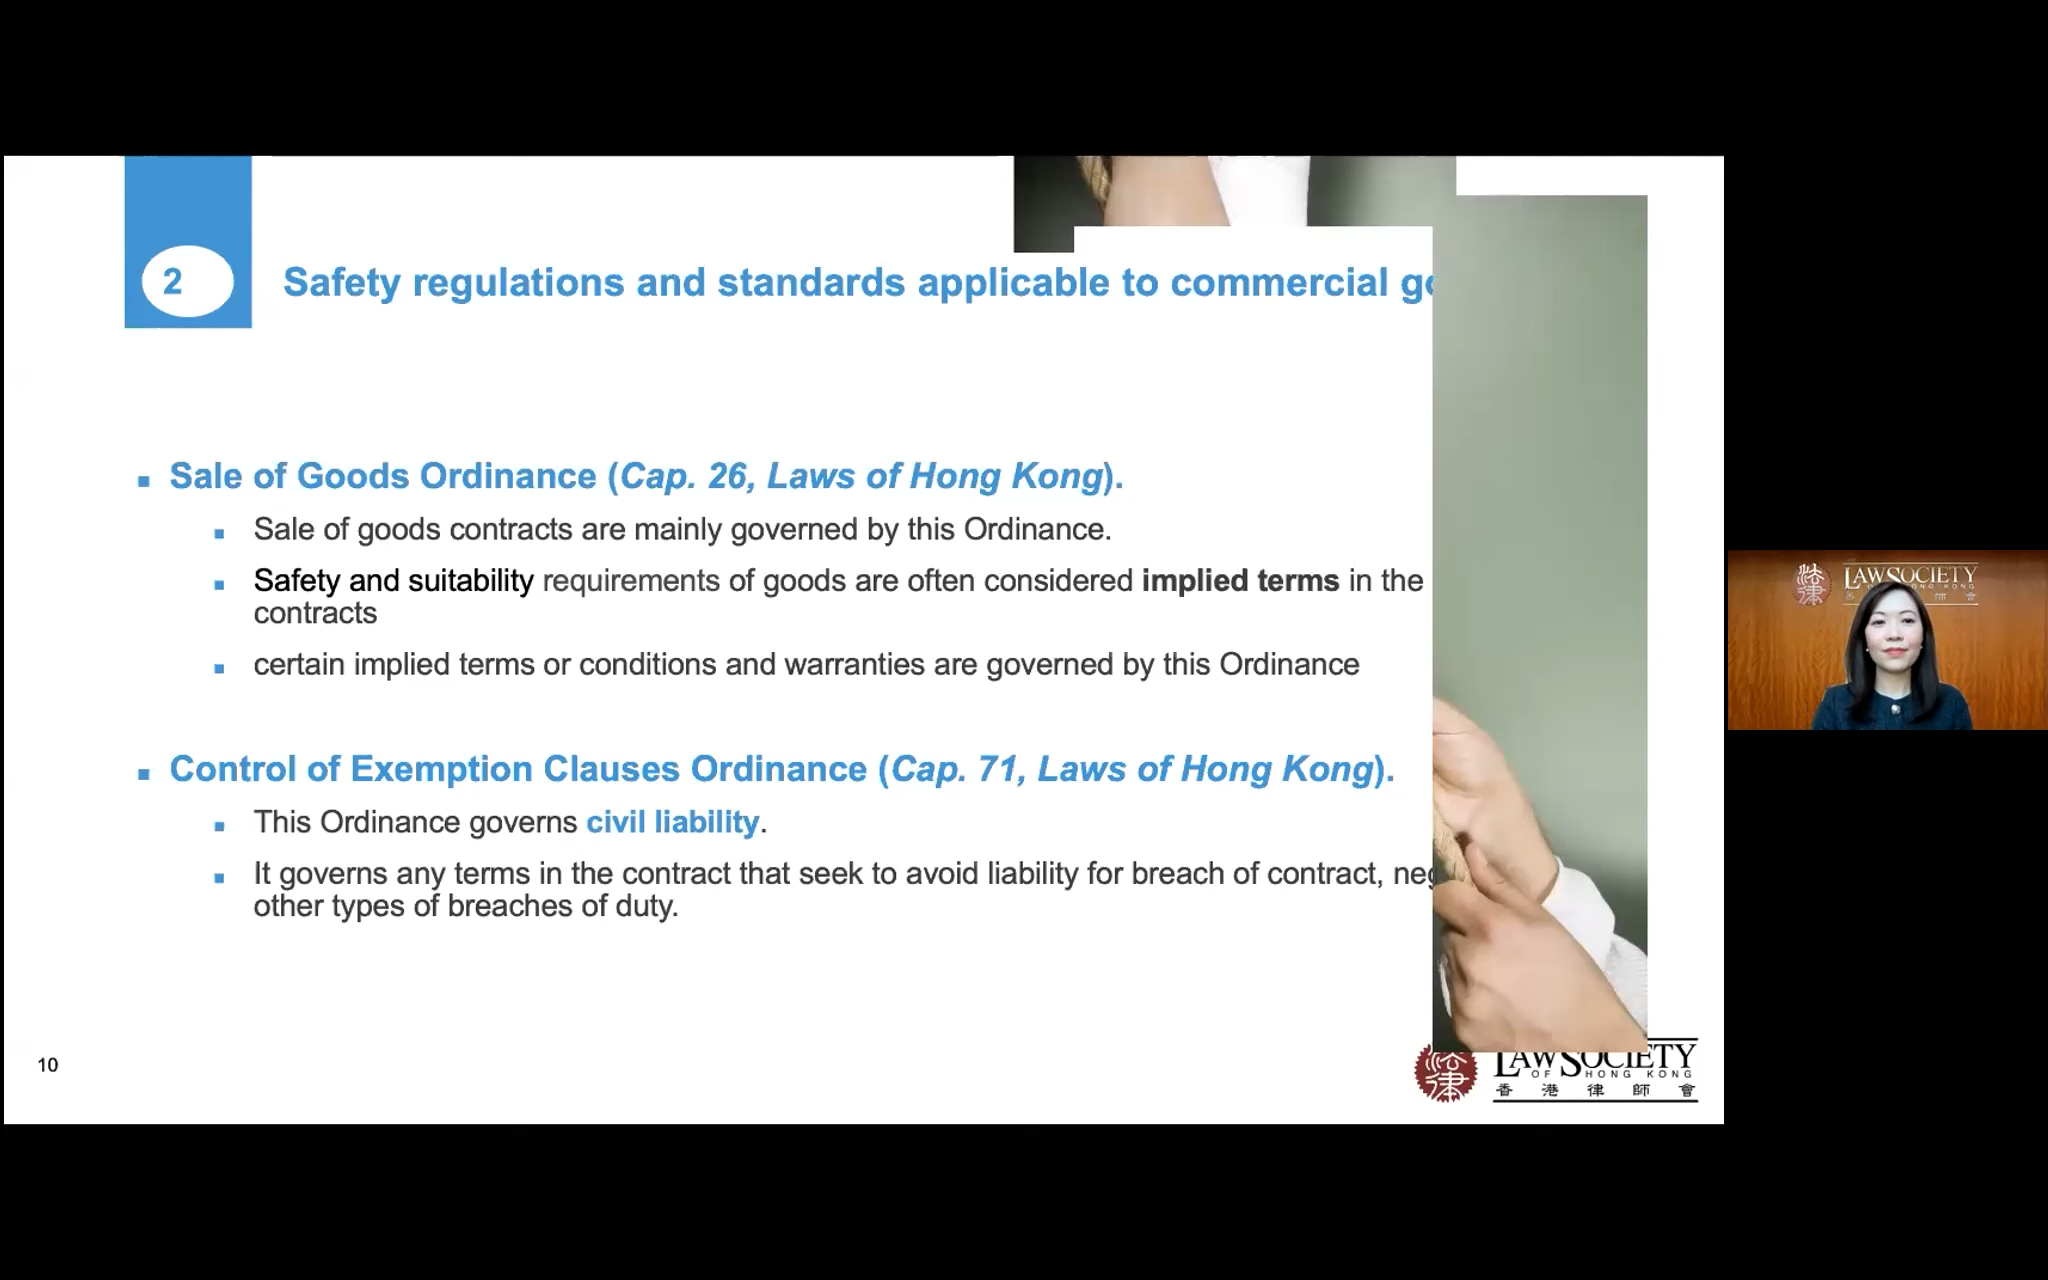 2
Safety regulations and standards applicable to commercial
Sale of Goods Ordinance (Cap. 26, Laws of Hong Kong).
Sale of goods contracts are mainly governed by this Ordinance.
Safety and suitability requirements of goods are often considered implied terms in the
contracts
certain implied terms or conditions and warranties are governed by this Ordinance
Control of Exemption Clauses Ordinance (Cap. 71, Laws of Hong Kong).
This Ordinance governs civil liability.
It governs any terms in the contract that seek to avoid liability for breach of contract,
other types of breaches of duty.
10
法律
LAW SOCIETY
OF HONG KONG
香港律師會
法律
LAW SOCIETY